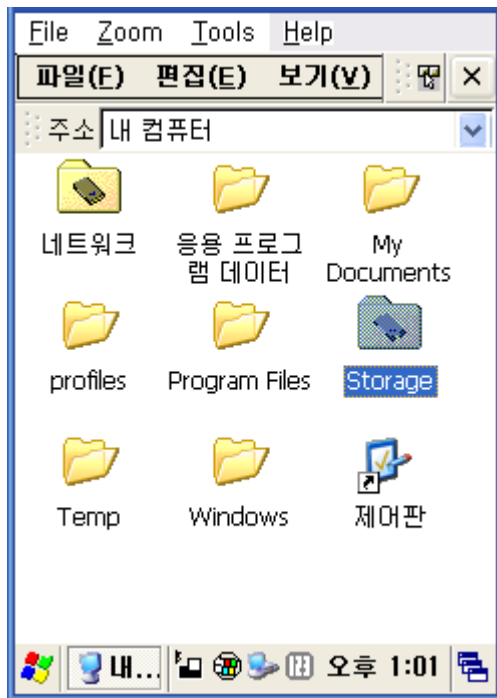 File Zoom Tools Help
파일(F) 편집(E) 보기(V)
주소 내 컴퓨터
네트워크
응용 프로그
램 데이터
My
Documents
profiles
Program Files
Storage
Temp
Windows
제어판
내... 오후 1:01